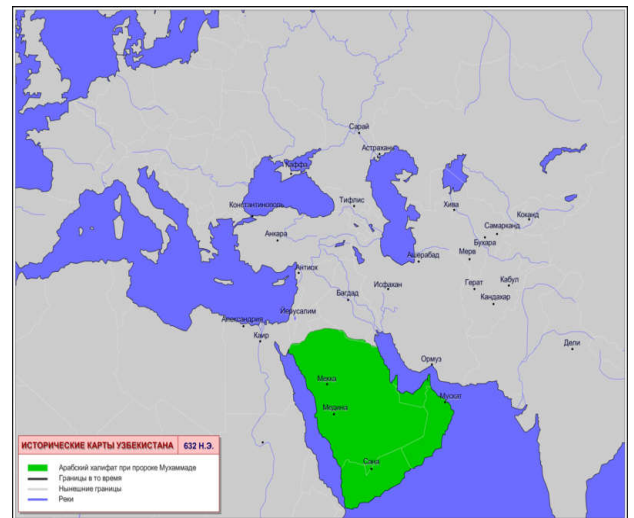 Сарай
Астрахань
Каффа
Константинополь
Тифлис
Хива
Коканд
Самарканд
Анкара
Бухара
Ашерабад
Мерв
Антиох
Исфахан
Герат
Кабул
Багдад
Кандахар
Иерусалим
Александрия
Каир
Ормуз
Дели
Мекка
Мускат
Медина
Сана
ИСТОРИЧЕСКИЕ КАРТЫ УЗБЕКИСТАНА 632 Н.Э.
Арабский халифат при пророке Мухаммаде
Границы в то время
Нынешние границы
Реки